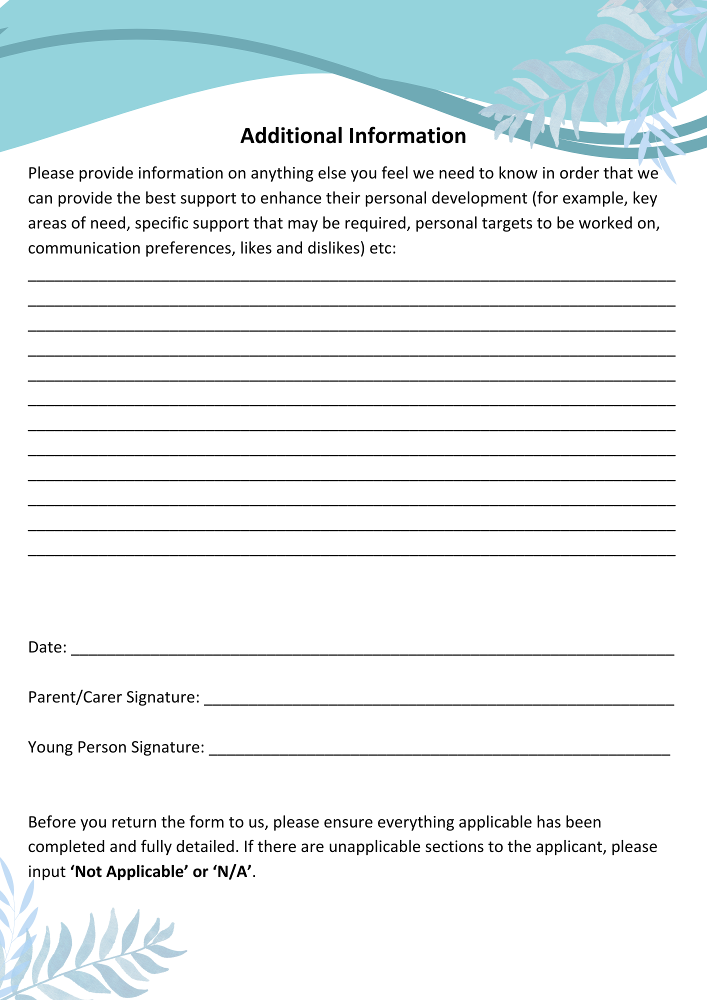 Additional Information
Please provide information on anything else you feel we need to know in order that we
can provide the best support to enhance their personal development (for example, key
areas of need, specific support that may be required, personal targets to be worked on,
communication preferences, likes and dislikes) etc:
Date:
Parent/Carer Signature:
Young Person Signature:
Before you return the form to us, please ensure everything applicable has been
completed and fully detailed. If there are unapplicable sections to the applicant, please
input ‘Not Applicable’ or ‘N/A’.